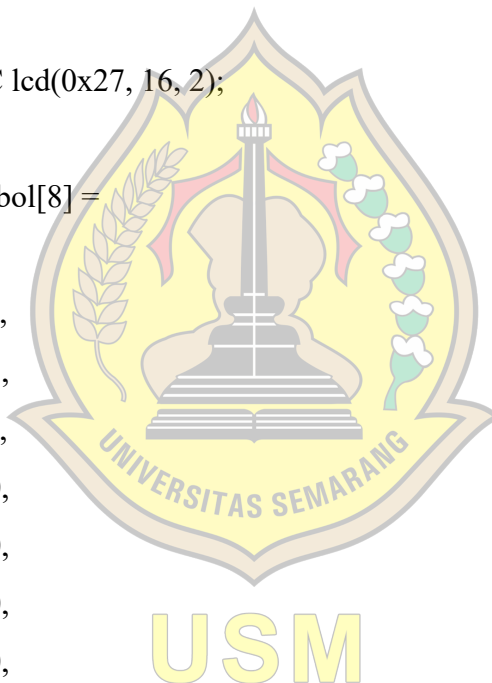 lcd(0x27, 16, 2);
bol[8] =
,
,
,
,
,
,
,
UNIVERSITAS SEMARANG
USM